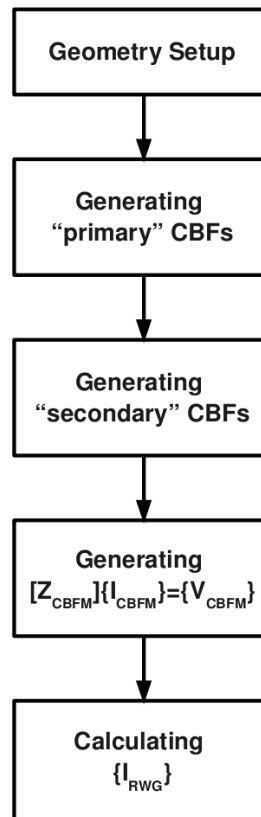 Geometry Setup
Generating
“primary” CBFs
Generating
“secondary” CBFs
Generating
[Z_CBFM]{I_CBFM}={V_CBFM}
Calculating
{I_RWG}